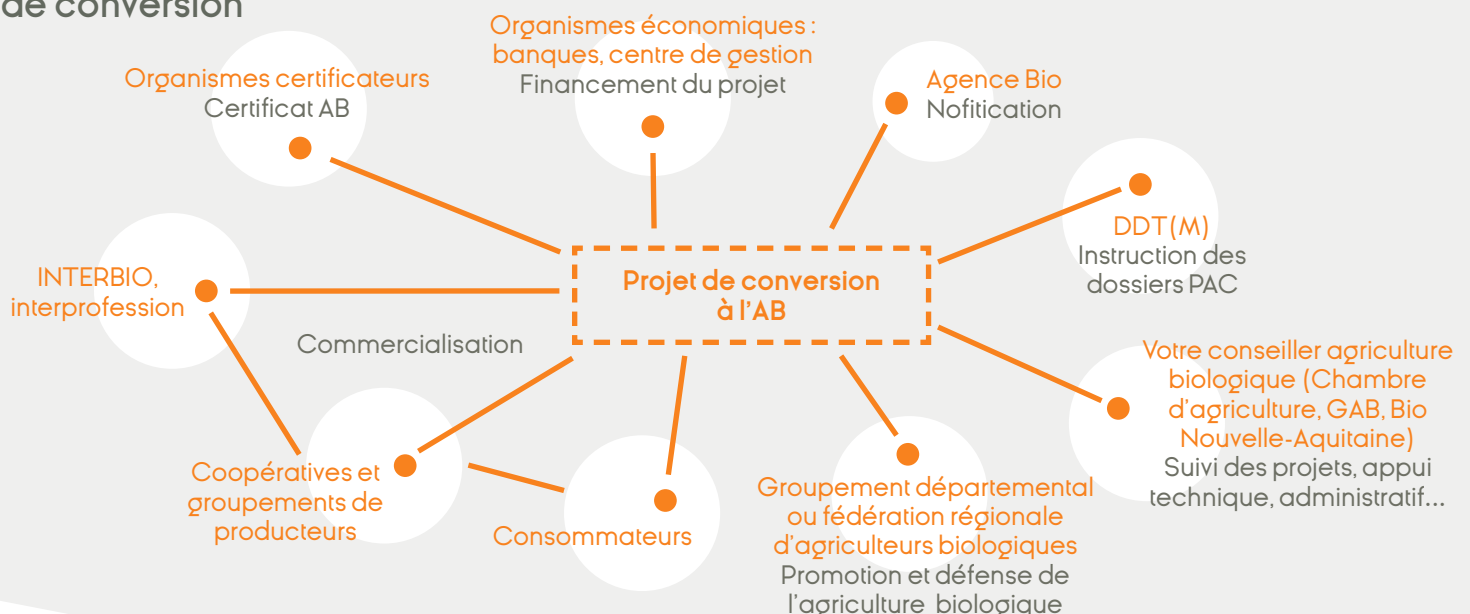 de conversion
Organismes économiques :
banques, centre de gestion
Financement du projet
Organismes certificateurs
Certificat AB
Agence Bio
Nofitication
DDT(M)
Instruction des
dossiers PAC
INTERBIO,
interprofession
Projet de conversion
à l'AB
Commercialisation
Votre conseiller agriculture
biologique (Chambre
d'agriculture, GAB, Bio
Nouvelle-Aquitaine)
Suivi des projets, appui
technique, administratif...
Coopératives et
groupements de
producteurs
Consommateurs
Groupement départemental
ou fédération régionale
d'agriculteurs biologiques
Promotion et défense de
l'agriculture biologique